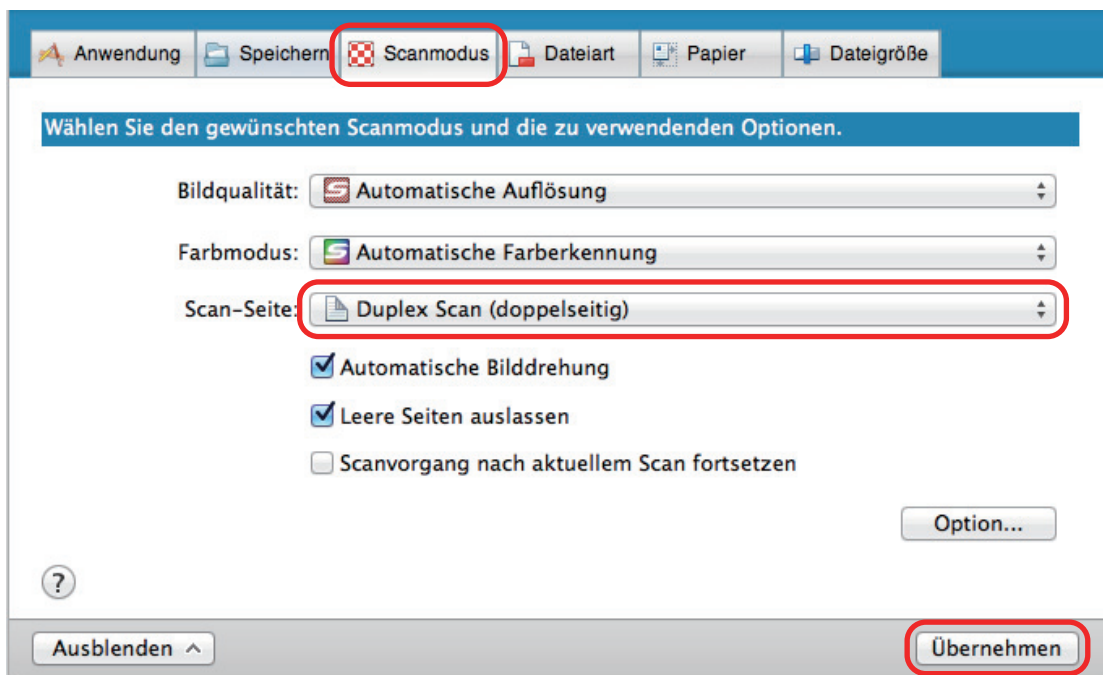 Anwendung Speichern Scanmodus Dateiart Papier Dateigröße
Wählen Sie den gewünschten Scanmodus und die zu verwendenden Optionen.
Bildqualität: Automatische Auflösung
Farbmodus: Automatische Farberkennung
Scan-Seite: Duplex Scan (doppelseitig)
Automatische Bilddrehung
Leere Seiten auslassen
Scanvorgang nach aktuellem Scan fortsetzen
Option...
?
Ausblenden Übernehmen